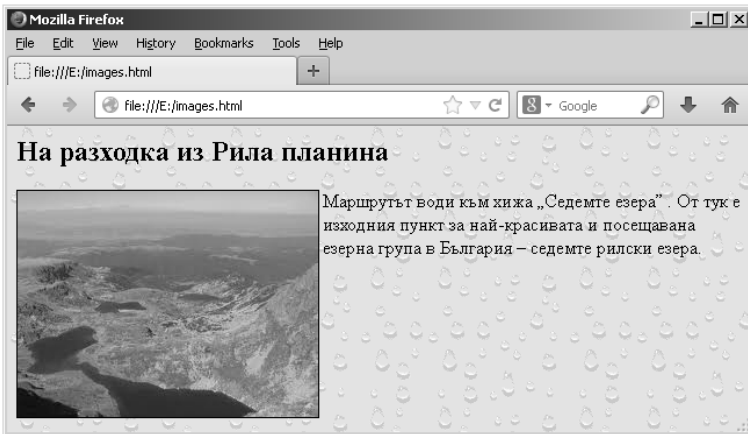 Mozilla Firefox
File Edit View History Bookmarks Tools Help
file:///E:/images.html
file:///E:/images.html Google
На разходка из Рила планина
Маршрутът води към хижа „Седемте езера” . От тук е
изходния пункт за най-красивата и посещавана
езерна група в България – седемте рилски езера.